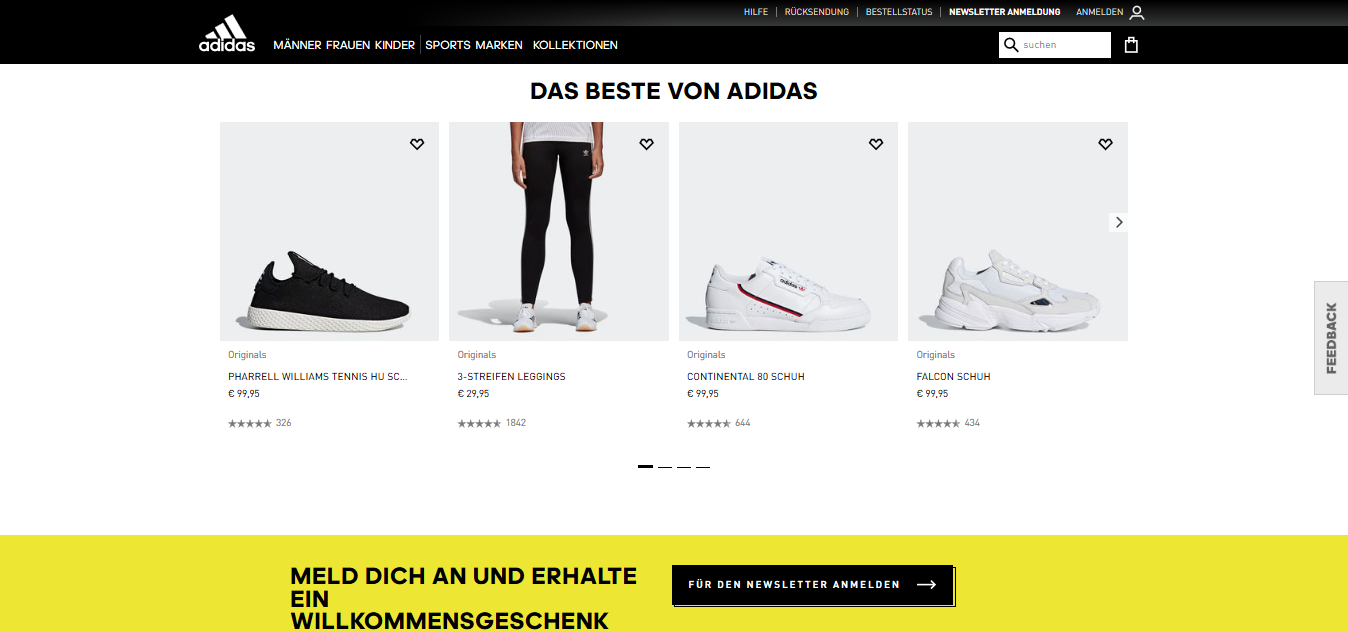 HILFE RÜCKSENDUNG BESTELLSTATUS NEWSLETTER ANMELDUNG ANMELDEN
adidas
MÄNNER FRAUEN KINDER SPORTS MARKEN KOLLEKTIONEN
suchen
DAS BESTE VON ADIDAS
adidas
Originals
PHARRELL WILLIAMS TENNIS HU SC...
€ 99,95
326
Originals
3-STREIFEN LEGGINGS
€ 29,95
1842
Originals
CONTINENTAL 80 SCHUH
€ 99,95
644
Originals
FALCON SCHUH
€ 99,95
434
FEEDBACK
MELD DICH AN UND ERHALTE
EIN
WILLKOMMENSGESCHENK
FÜR DEN NEWSLETTER ANMELDEN